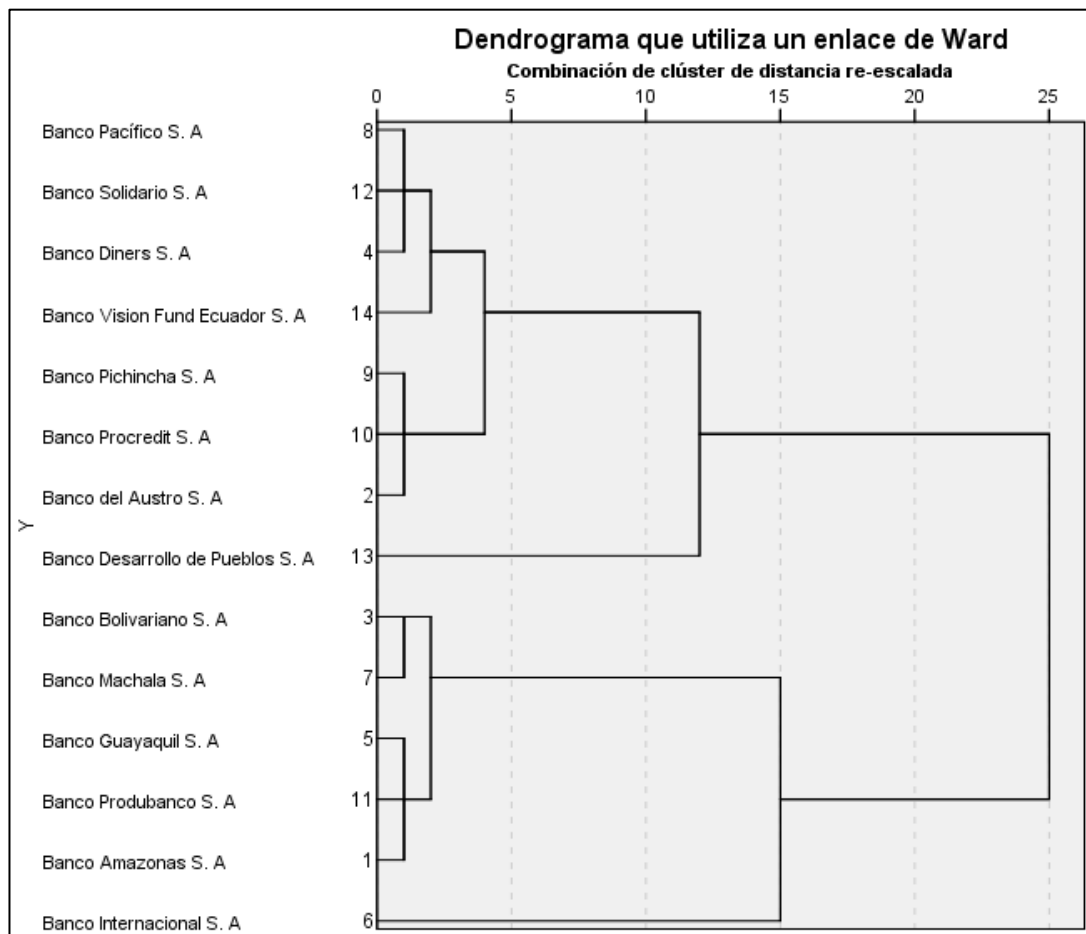 Dendrograma que utiliza un enlace de Ward
Combinación de clúster de distancia re-escalada
0 5 10 15 20 25
Banco Pacífico S. A 8
Banco Solidario S. A 12
Banco Diners S. A 4
Banco Vision Fund Ecuador S. A 14
Banco Pichincha S. A 9
Banco Procredit S. A 10
Banco del Austro S. A 2
Y
Banco Desarrollo de Pueblos S. A 13
Banco Bolivariano S. A 3
Banco Machala S. A 7
Banco Guayaquil S. A 5
Banco Produbanco S. A 11
Banco Amazonas S. A 1
Banco Internacional S. A 6